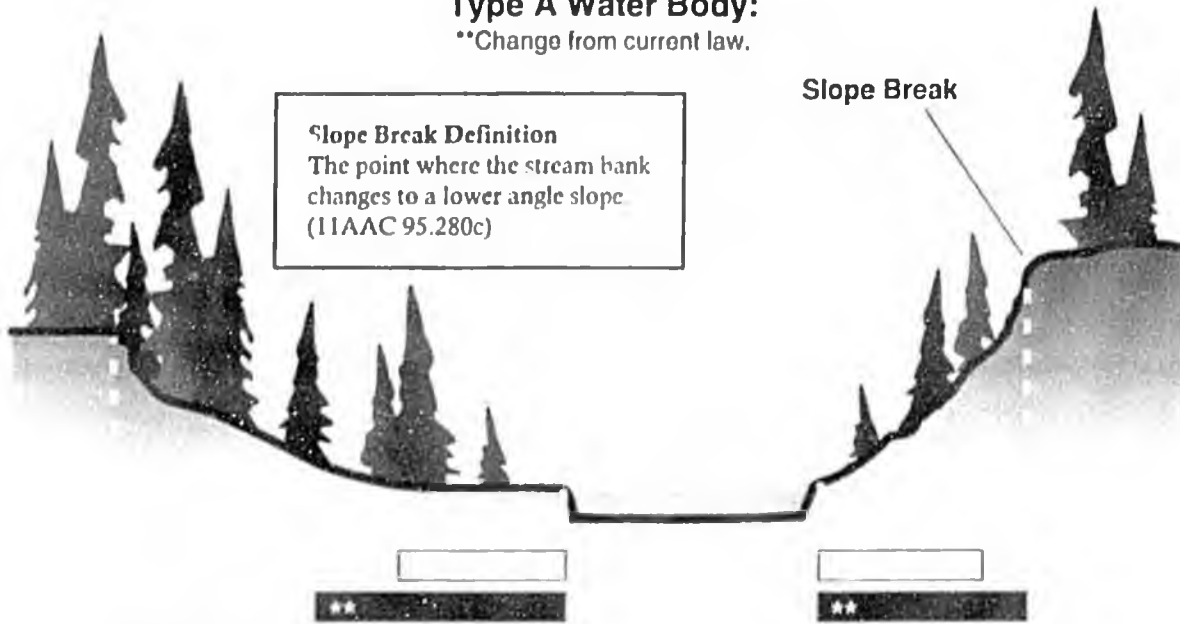 Type A Water Body:
**Change from current law.
Slope Break
Slope Break Definition
The point where the stream bank
changes to a lower angle slope
(11AAC 95.280c)
**
**